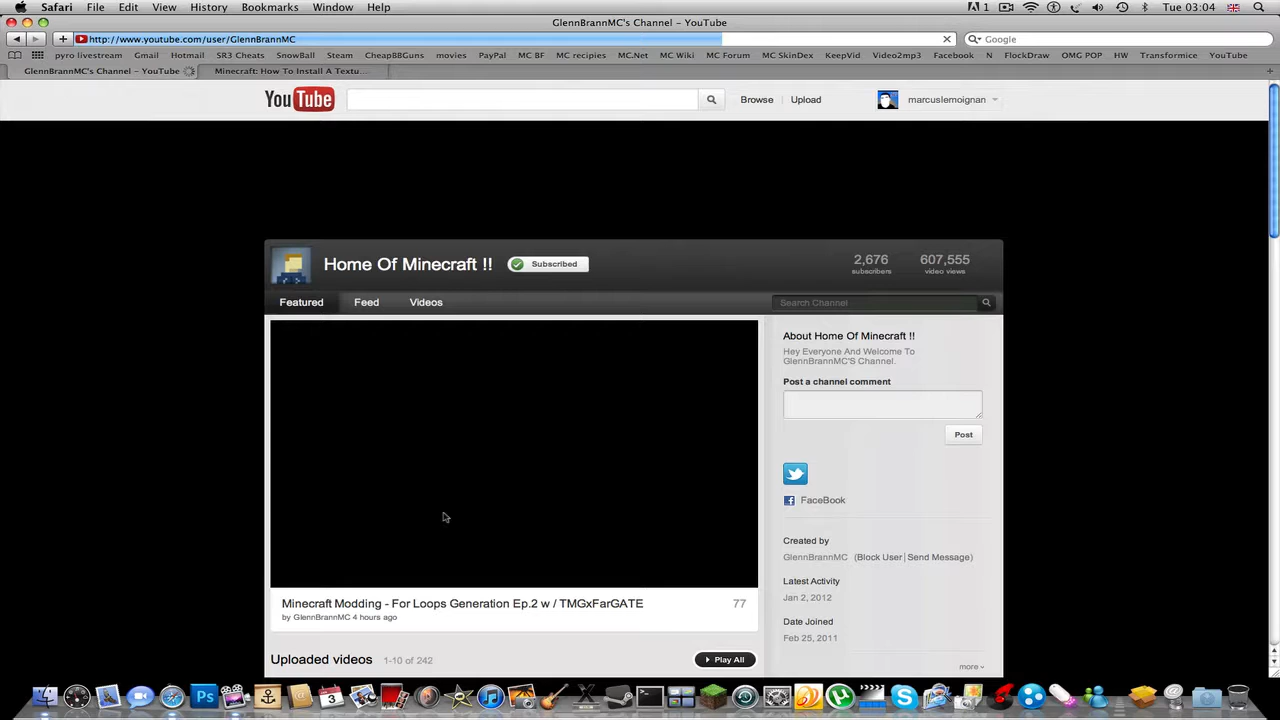 Safari File Edit View History Bookmarks Window Help 1 Tue 03:04
GlennBrannMC's Channel – YouTube
http://www.youtube.com/user/GlennBrannMC Google
pyro livestream Gmail Hotmail SR3 Cheats SnowBall Steam CheapBBGuns movies PayPal MC BF MC recipies MC.Net MC Wiki MC Forum MC SkinDex KeepVid Video2mp3 Facebook N FlockDraw OMG POP HW Transformice YouTube
GlennBrannMC's Channel – YouTube Minecraft: How To Install A Textu...
YouTube Browse Upload marcuslemoignan
Home Of Minecraft !! Subscribed 2,676 607,555
subscribers video views
Featured Feed Videos Search Channel
About Home Of Minecraft !!
Hey Everyone And Welcome To
GlennBrannMC'S Channel.
Post a channel comment
Post
FaceBook
Created by
GlennBrannMC (Block User|Send Message)
Latest Activity
Jan 2, 2012
Date Joined
Feb 25, 2011
more
Minecraft Modding - For Loops Generation Ep.2 w / TMGxFarGATE 77
by GlennBrannMC 4 hours ago
Uploaded videos 1-10 of 242 Play All
Ps 3